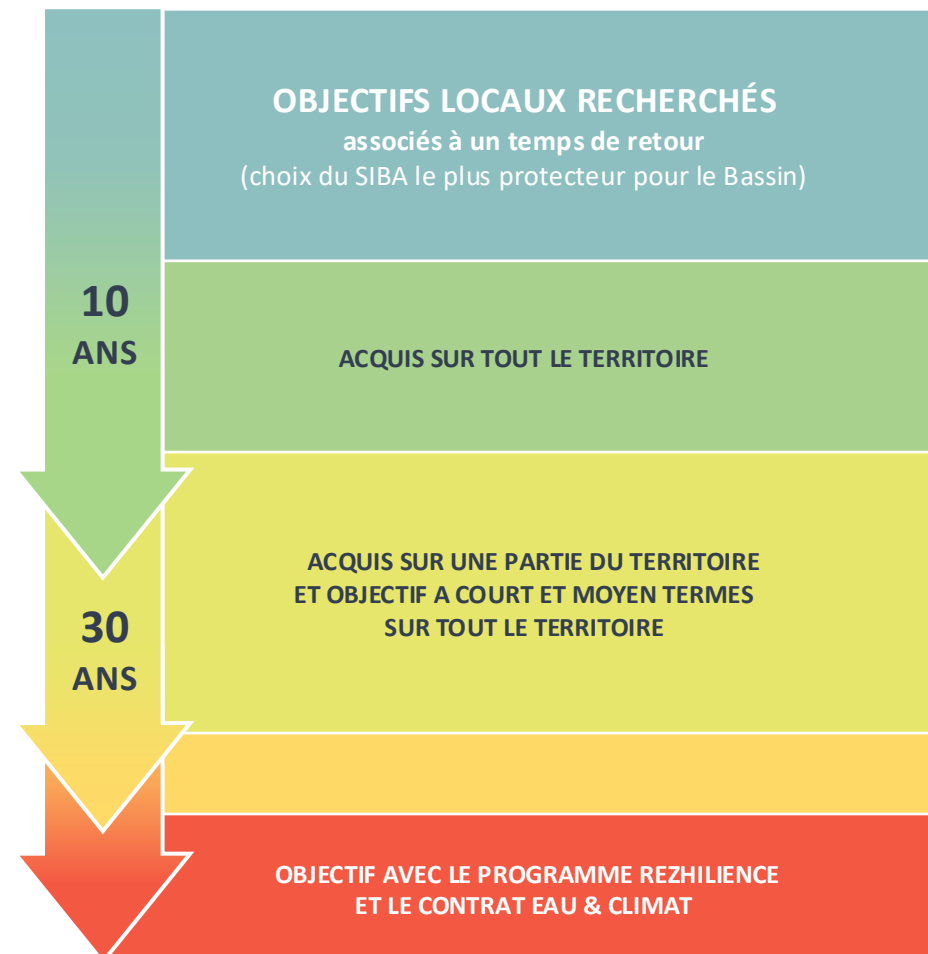 OBJECTIFS LOCAUX RECHERCHÉS
associés à un temps de retour
(choix du SIBA le plus protecteur pour le Bassin)
10
ANS
ACQUIS SUR TOUT LE TERRITOIRE
ACQUIS SUR UNE PARTIE DU TERRITOIRE
ET OBJECTIF A COURT ET MOYEN TERMES
SUR TOUT LE TERRITOIRE
30
ANS
OBJECTIF AVEC LE PROGRAMME REZHILIENCE
ET LE CONTRAT EAU & CLIMAT